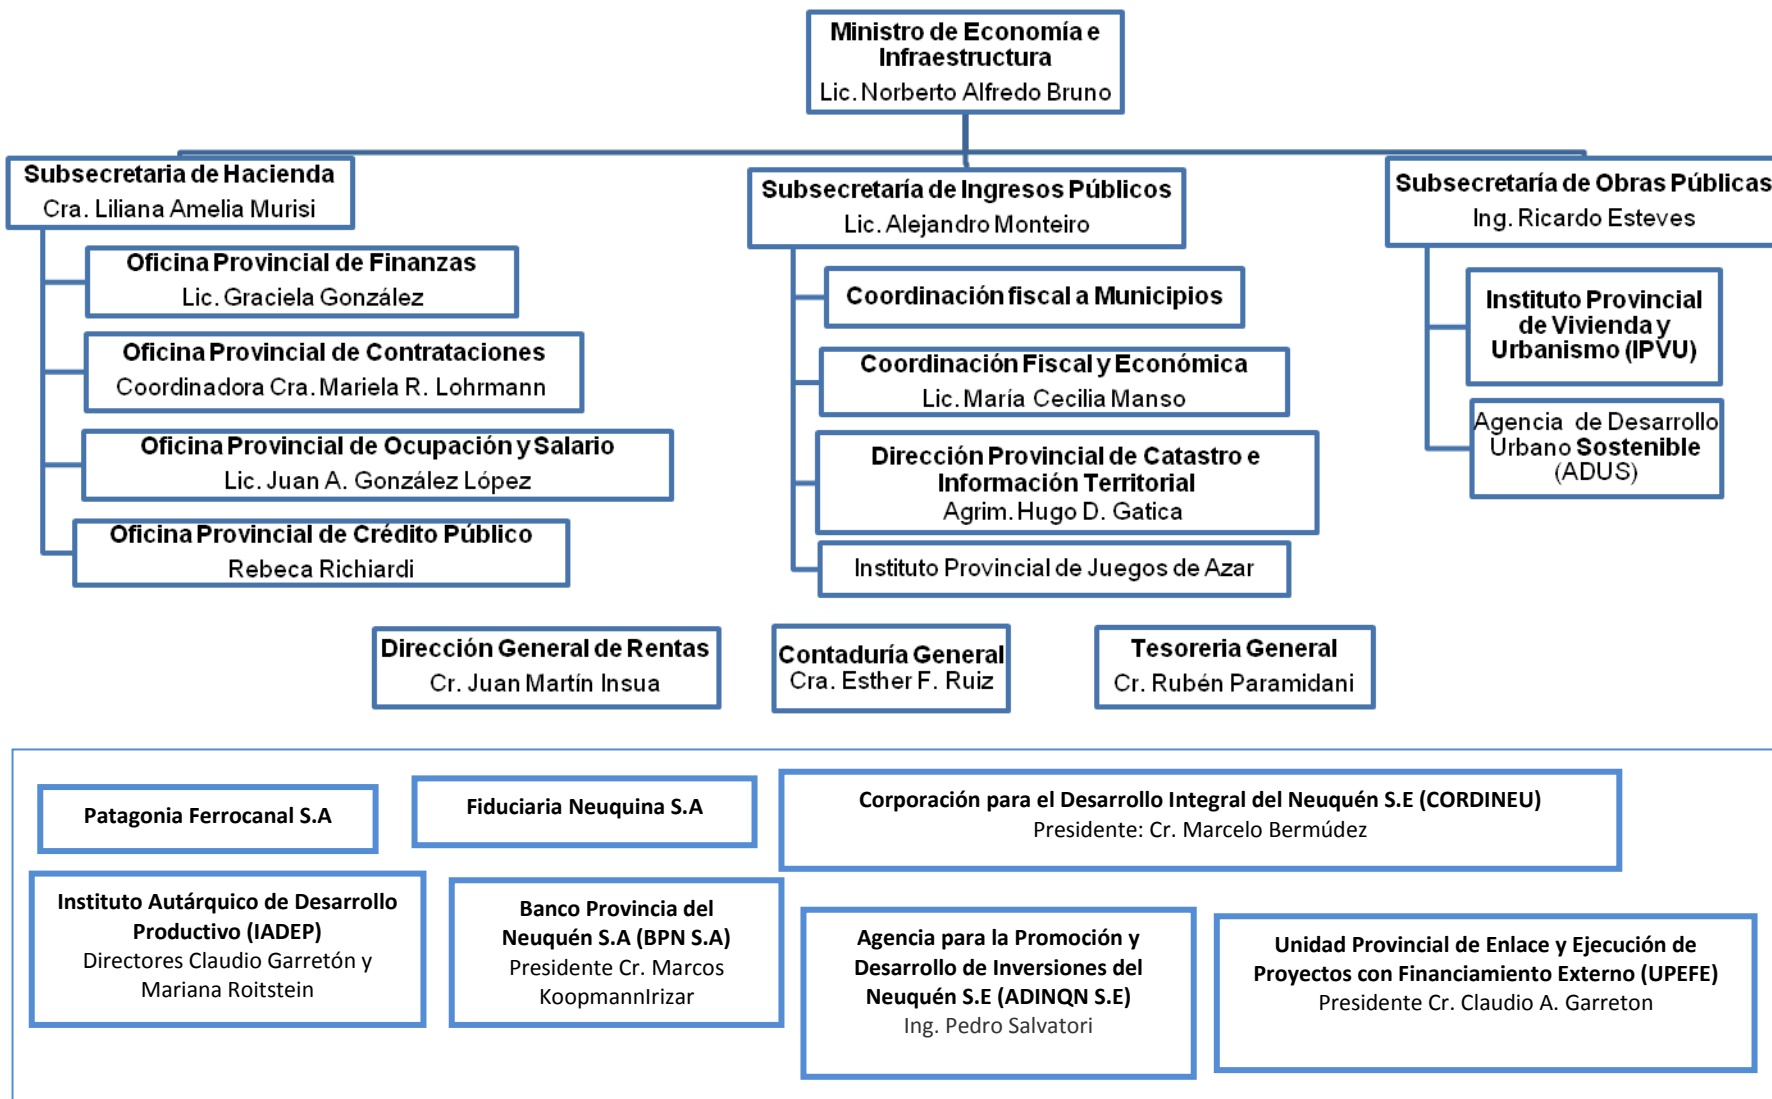 Ministro de Economía e
Infraestructura
Lic. Norberto Alfredo Bruno
Subsecretaria de Hacienda
Cra. Liliana Amelia Murisi
Oficina Provincial de Finanzas
Lic. Graciela González
Oficina Provincial de Contrataciones
Coordinadora Cra. Mariela R. Lohrmann
Oficina Provincial de Ocupación y Salario
Lic. Juan A. González López
Oficina Provincial de Crédito Público
Rebeca Richiardi
Subsecretaría de Ingresos Públicos
Lic. Alejandro Monteiro
Coordinación fiscal a Municipios
Coordinación Fiscal y Económica
Lic. María Cecilia Manso
Dirección Provincial de Catastro e
Información Territorial
Agrim. Hugo D. Gatica
Instituto Provincial de Juegos de Azar
Subsecretaría de Obras Públicas
Ing. Ricardo Esteves
Instituto Provincial
de Vivienda y
Urbanismo (IPVU)
Agencia de Desarrollo
Urbano Sostenible
(ADUS)
Dirección General de Rentas
Cr. Juan Martín Insua
Contaduría General
Cra. Esther F. Ruiz
Tesoreria General
Cr. Rubén Paramidani
Patagonia Ferrocanal S.A
Fiduciaria Neuquina S.A
Corporación para el Desarrollo Integral del Neuquén S.E (CORDINEU)
Presidente: Cr. Marcelo Bermúdez
Instituto Autárquico de Desarrollo
Productivo (IADEP)
Directores Claudio Garretón y
Mariana Roitstein
Banco Provincia del
Neuquén S.A (BPN S.A)
Presidente Cr. Marcos
KoopmannIrizar
Agencia para la Promoción y
Desarrollo de Inversiones del
Neuquén S.E (ADINQN S.E)
Ing. Pedro Salvatori
Unidad Provincial de Enlace y Ejecución de
Proyectos con Financiamiento Externo (UPEFE)
Presidente Cr. Claudio A. Garreton